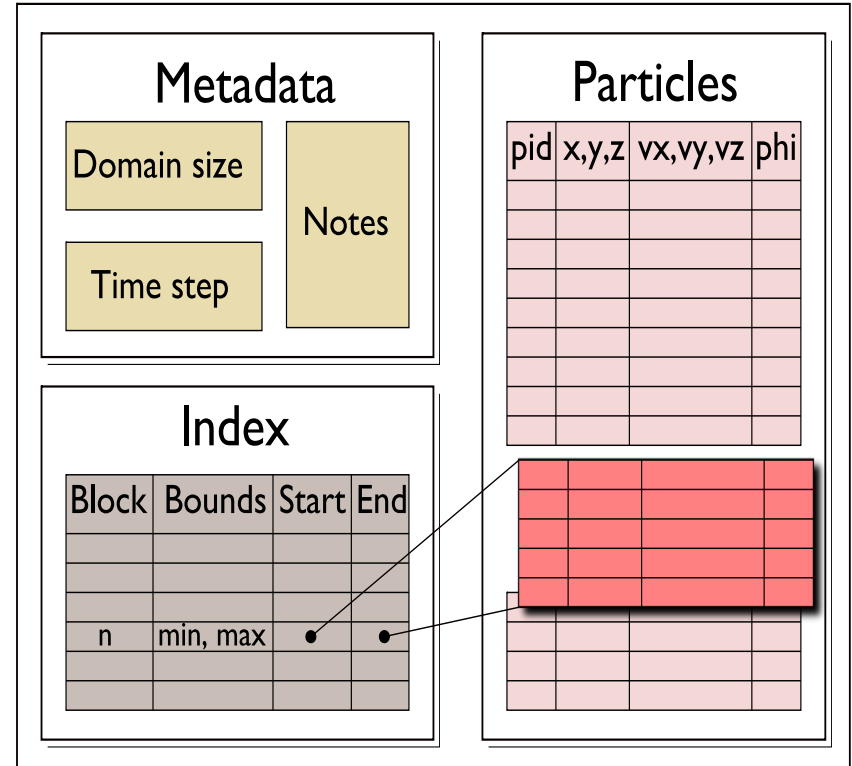 Metadata
Domain size
Time step
Notes
Index
Block Bounds Start End
n min, max
Particles
pid x,y,z vx,vy,vz phi